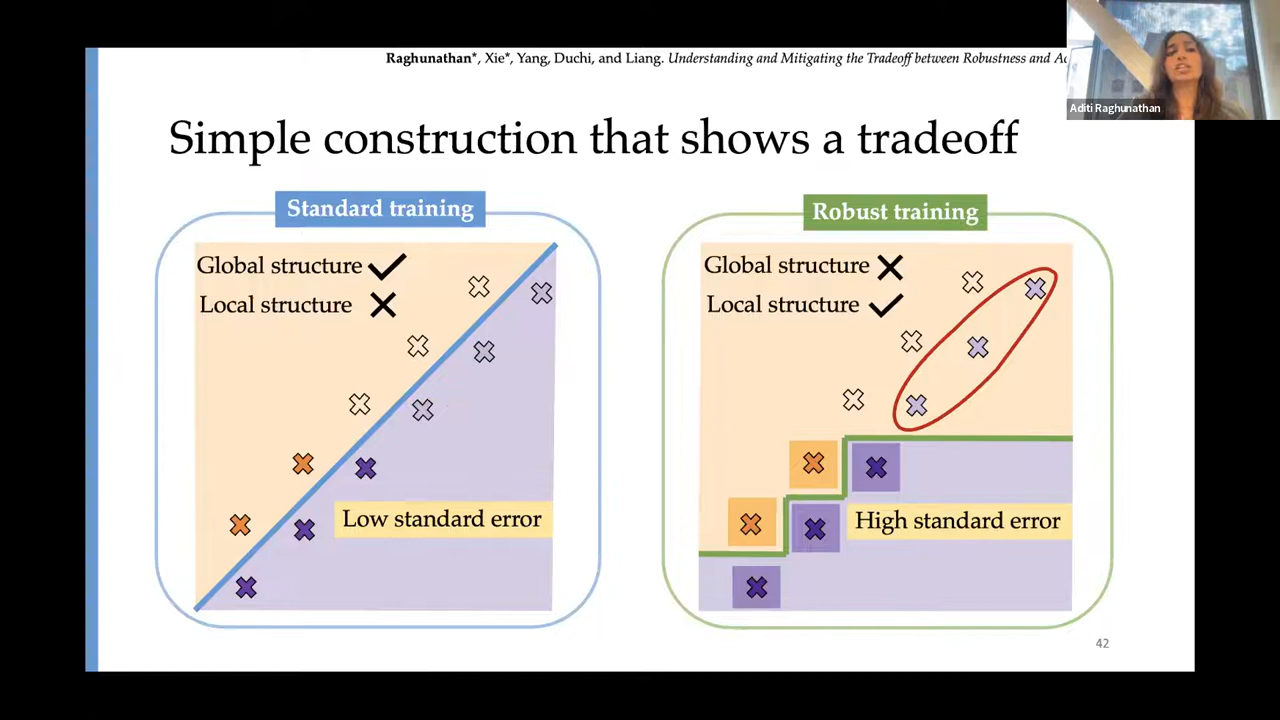 Raghunathan*, Xie*, Yang, Duchi, and Liang. Understanding and Mitigating the Tradeoff between Robustness and
Aditi Raghunathan
Simple construction that shows a tradeoff
Standard training
Global structure
Local structure
Low standard error
Robust training
Global structure
Local structure
High standard error
42